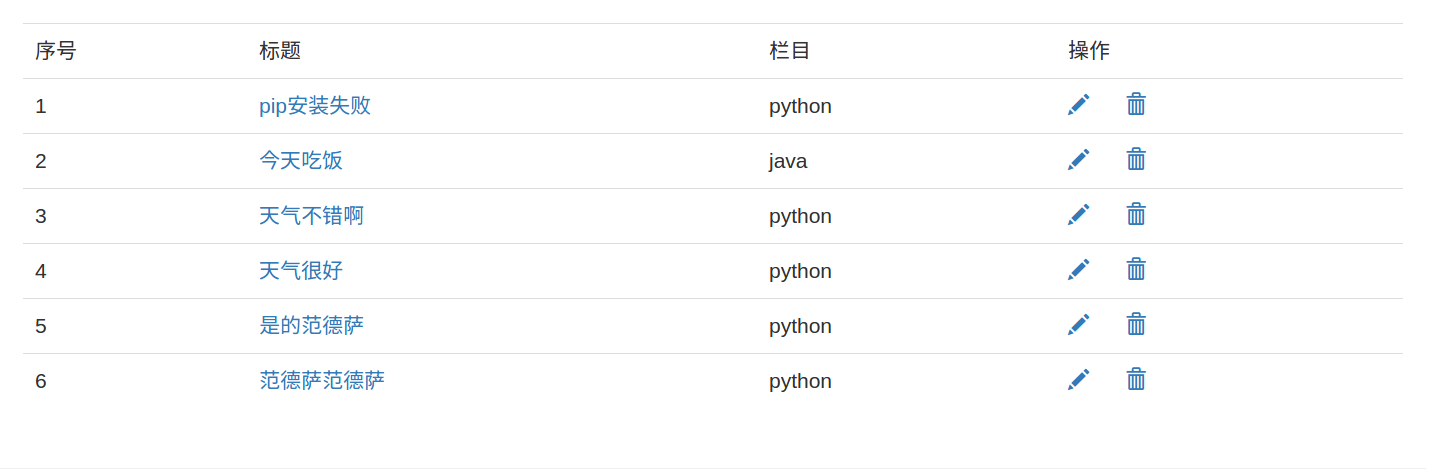 序号 标题 栏目 操作
1 pip安装失败 python
2 今天吃饭 java
3 天气不错啊 python
4 天气很好 python
5 是的范德萨 python
6 范德萨范德萨 python